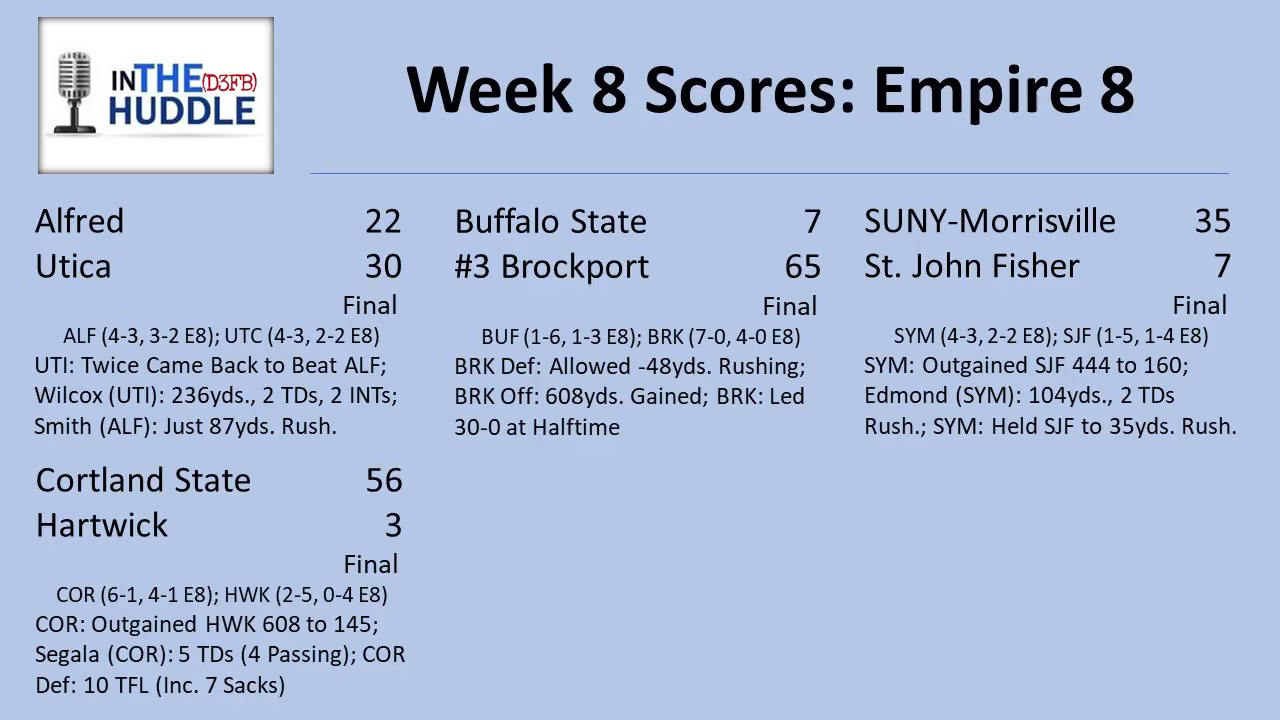 INTHE(D3FB)
HUDDLE
Week 8 Scores: Empire 8
Alfred 22
Utica 30
Final
ALF (4-3, 3-2 E8); UTC (4-3, 2-2 E8)
UTI: Twice Came Back to Beat ALF;
Wilcox (UTI): 236yds., 2 TDs, 2 INTs;
Smith (ALF): Just 87yds. Rush.
Buffalo State 7
#3 Brockport 65
Final
BUF (1-6, 1-3 E8); BRK (7-0, 4-0 E8)
BRK Def: Allowed -48yds. Rushing;
BRK Off: 608yds. Gained; BRK: Led
30-0 at Halftime
SUNY-Morrisville 35
St. John Fisher 7
Final
SYM (4-3, 2-2 E8); SJF (1-5, 1-4 E8)
SYM: Outgained SJF 444 to 160;
Edmond (SYM): 104yds., 2 TDs
Rush.; SYM: Held SJF to 35yds. Rush.
Cortland State 56
Hartwick 3
Final
COR (6-1, 4-1 E8); HWK (2-5, 0-4 E8)
COR: Outgained HWK 608 to 145;
Segala (COR): 5 TDs (4 Passing); COR
Def: 10 TFL (Inc. 7 Sacks)